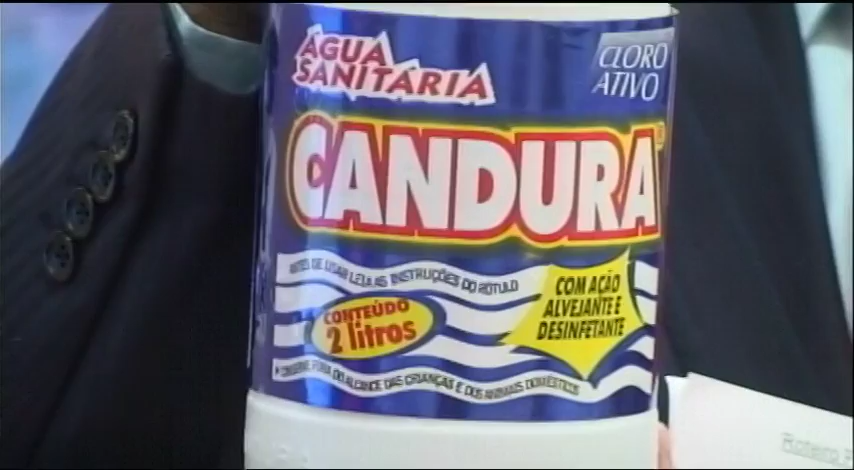 ÁGUA
SANITÁRIA
CLORO
ATIVO
CANDURA®
ANTES DE USAR LEIA AS INSTRUÇÕES DO RÓTULO
COM AÇÃO
ALVEJANTE E
DESINFETANTE
CONTEÚDO
2 litros
CONSERVE FORA DO ALCANCE DAS CRIANÇAS E DOS ANIMAIS DOMÉSTICOS
Roteiro